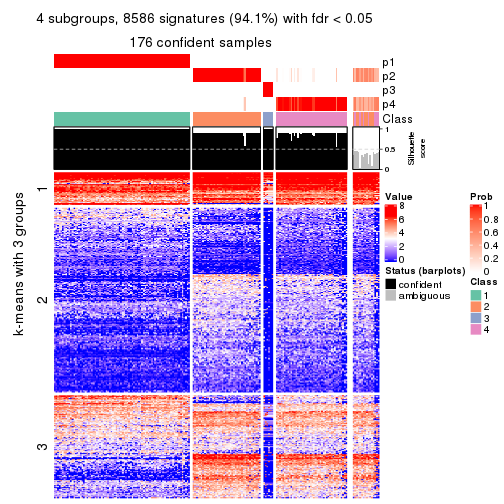 4 subgroups, 8586 signatures (94.1%) with fdr < 0.05
176 confident samples
p1
p2
p3
p4
Class
1
0.5
0
Silhouette
score
k-means with 3 groups
1
2
3
Value
8
6
4
2
0
Status (barplots)
confident
ambiguous
Prob
1
0.8
0.6
0.4
0.2
0
Class
1
2
3
4